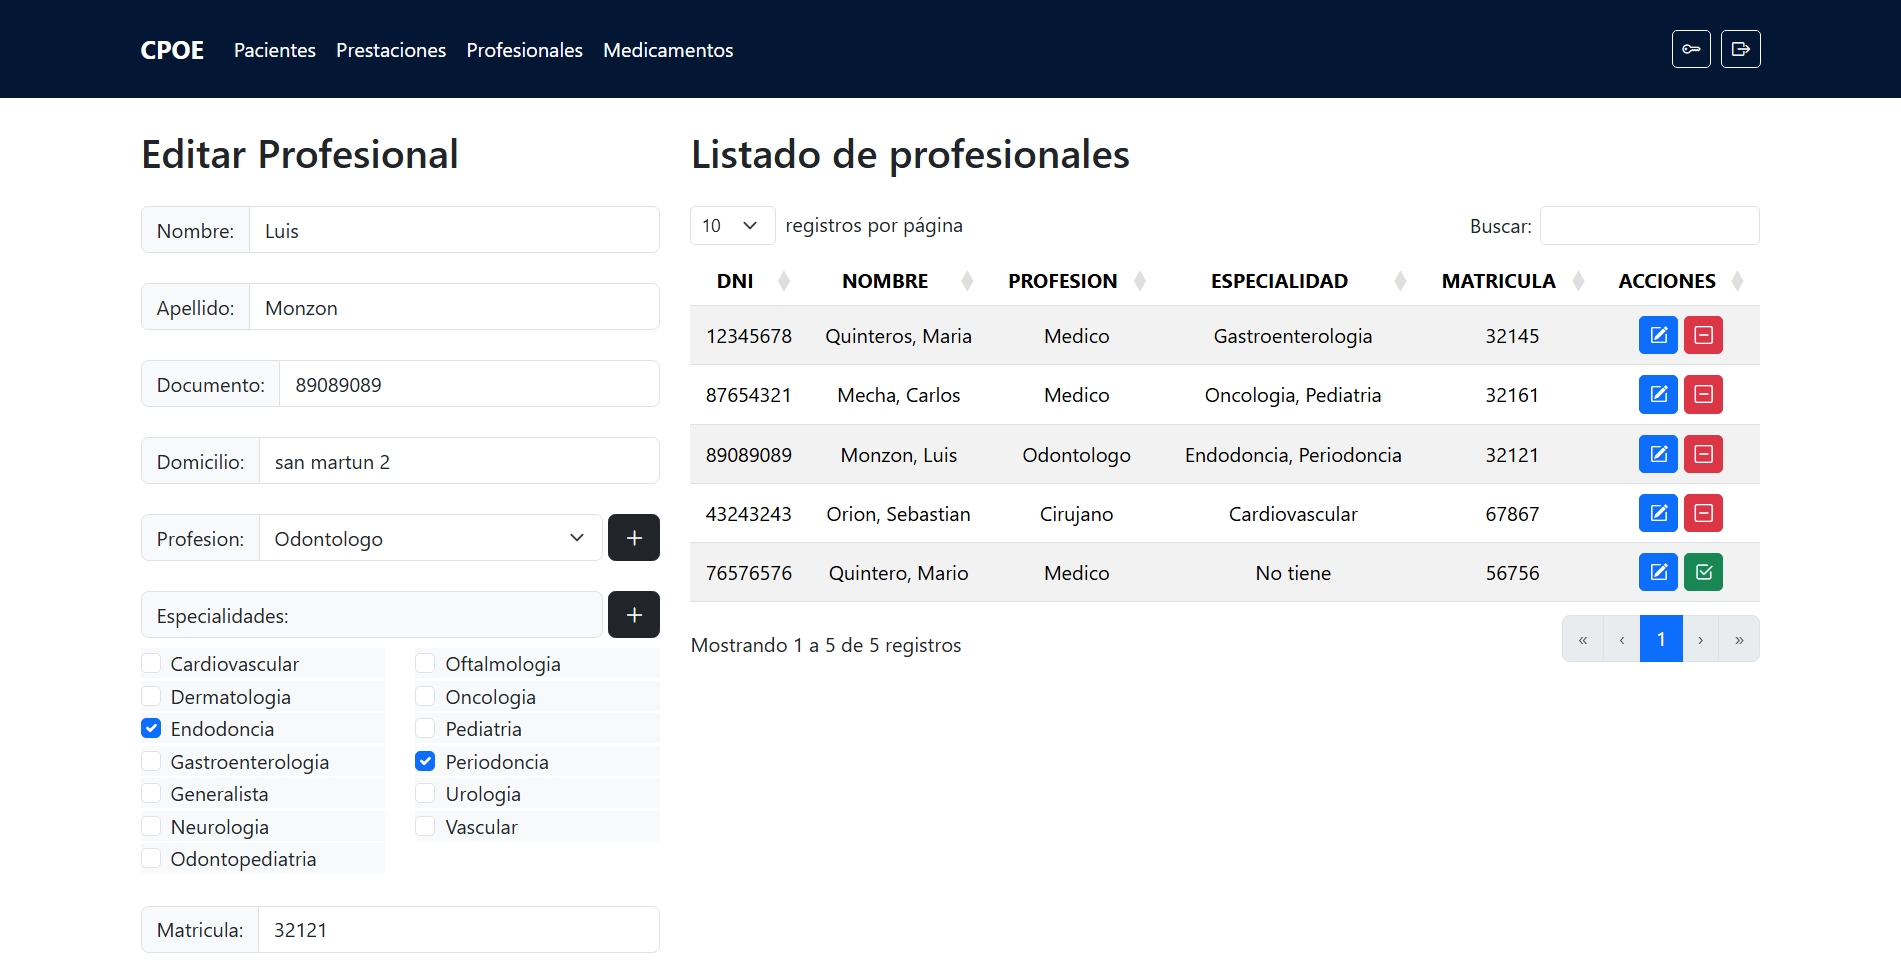 CPOE Pacientes Prestaciones Profesionales Medicamentos
Editar Profesional
Nombre: Luis
Apellido: Monzon
Documento: 89089089
Domicilio: san martun 2
Profesion: Odontologo +
Especialidades: +
Cardiovascular
Dermatologia
Endodoncia
Gastroenterologia
Generalista
Neurologia
Odontopediatria
Oftalmologia
Oncologia
Pediatria
Periodoncia
Urologia
Vascular
Matricula: 32121
Listado de profesionales
10 registros por página
Buscar:
DNI NOMBRE PROFESION ESPECIALIDAD MATRICULA ACCIONES
12345678 Quinteros, Maria Medico Gastroenterologia 32145
87654321 Mecha, Carlos Medico Oncologia, Pediatria 32161
89089089 Monzon, Luis Odontologo Endodoncia, Periodoncia 32121
43243243 Orion, Sebastian Cirujano Cardiovascular 67867
76576576 Quintero, Mario Medico No tiene 56756
Mostrando 1 a 5 de 5 registros
« ‹ 1 › »